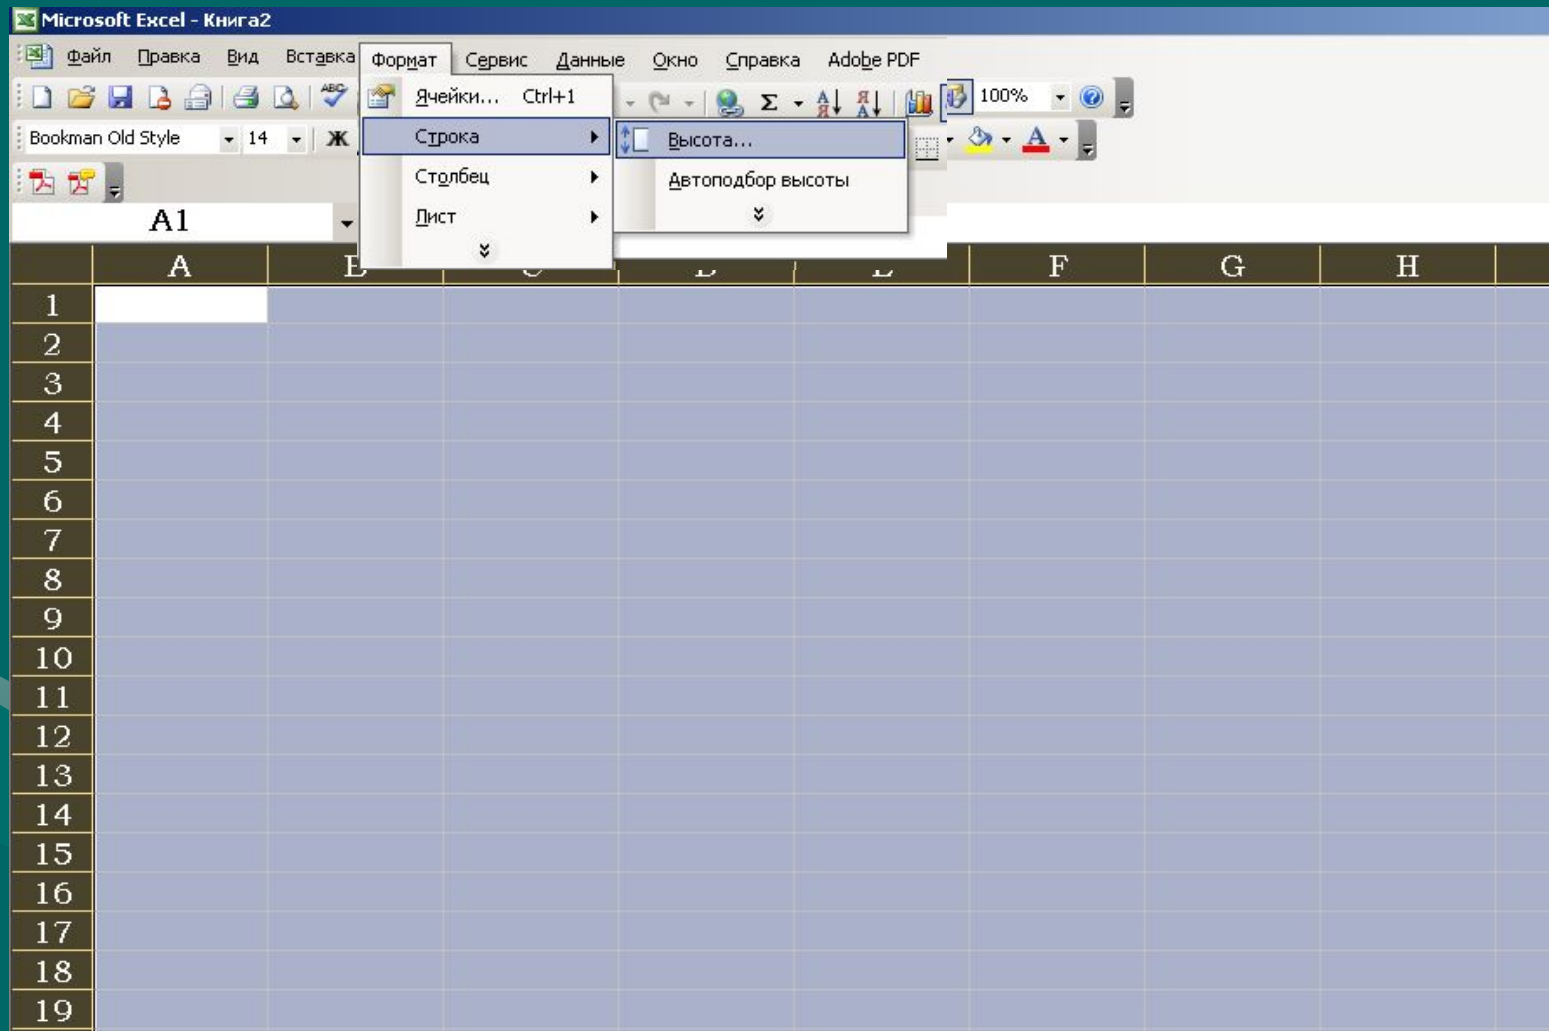 Microsoft Excel - Книга2
Файл Правка Вид Вставка Формат Сервис Данные Окно Справка Adobe PDF
ABC Ячейки... Ctrl+1 Σ А Я Я А 100%
Bookman Old Style 14 Ж Строка Высота... А
Столбец Автоподбор высоты
A1 Лист
A F G H
1
2
3
4
5
6
7
8
9
10
11
12
13
14
15
16
17
18
19